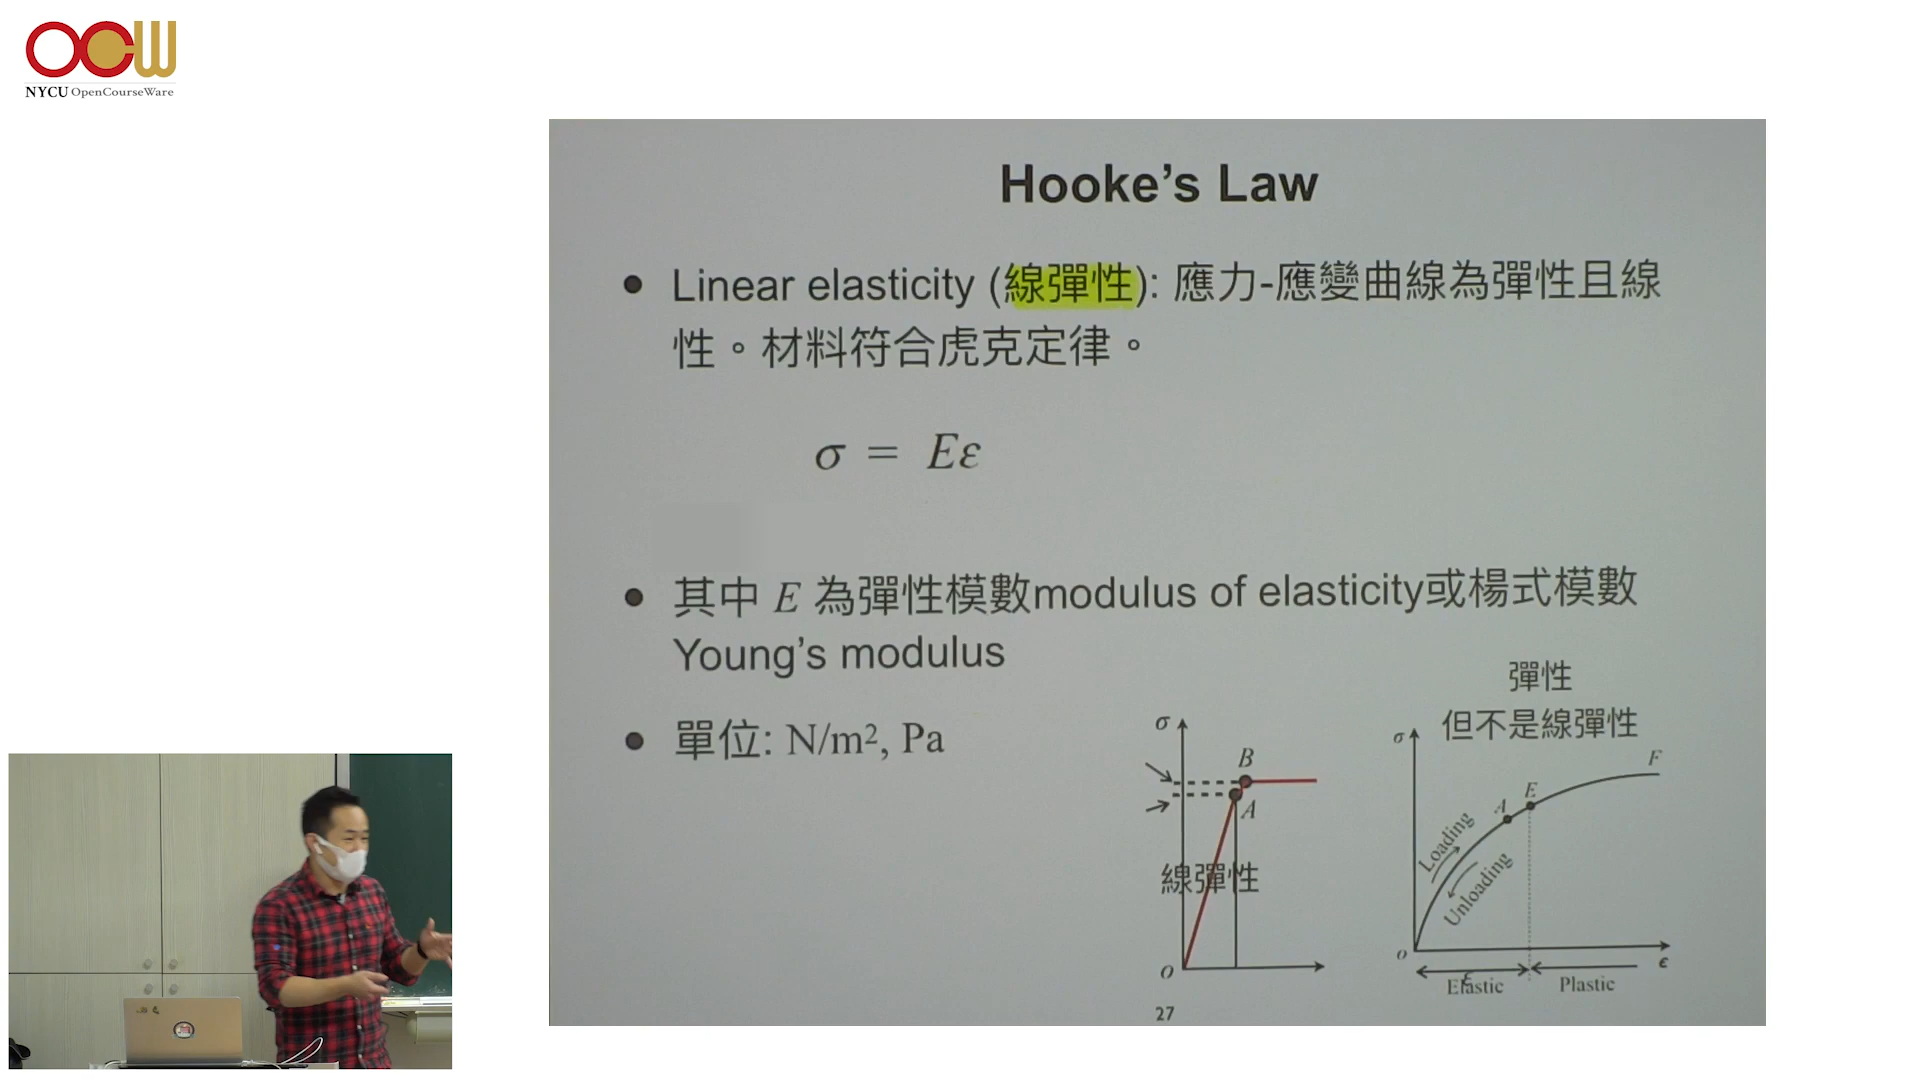 OCW
NYCU OpenCourseWare
Hooke's Law
Linear elasticity (線彈性): 應力-應變曲線為彈性且線
性。材料符合虎克定律。
σ = Eε
其中 E 為彈性模數modulus of elasticity或楊式模數
Young's modulus
單位: N/m², Pa
彈性
但不是線彈性
σ
B
A
線彈性
O
σ
F
E
A
Loading
Unloading
O
ϵ
ε
Elastic
Plastic
27